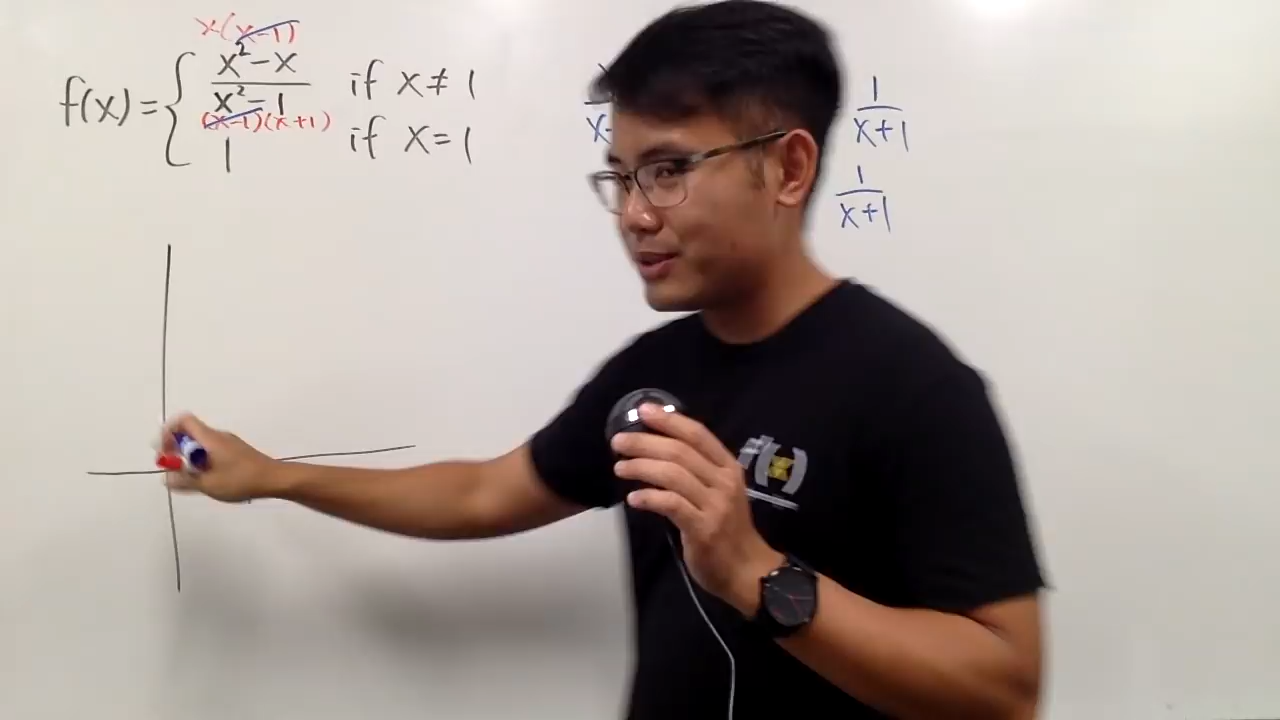 x(x-1)
x²-x if x≠1
f(x)={
x²-1
(x-1)(x+1)
1 if x=1
1
x+1
1
x+1